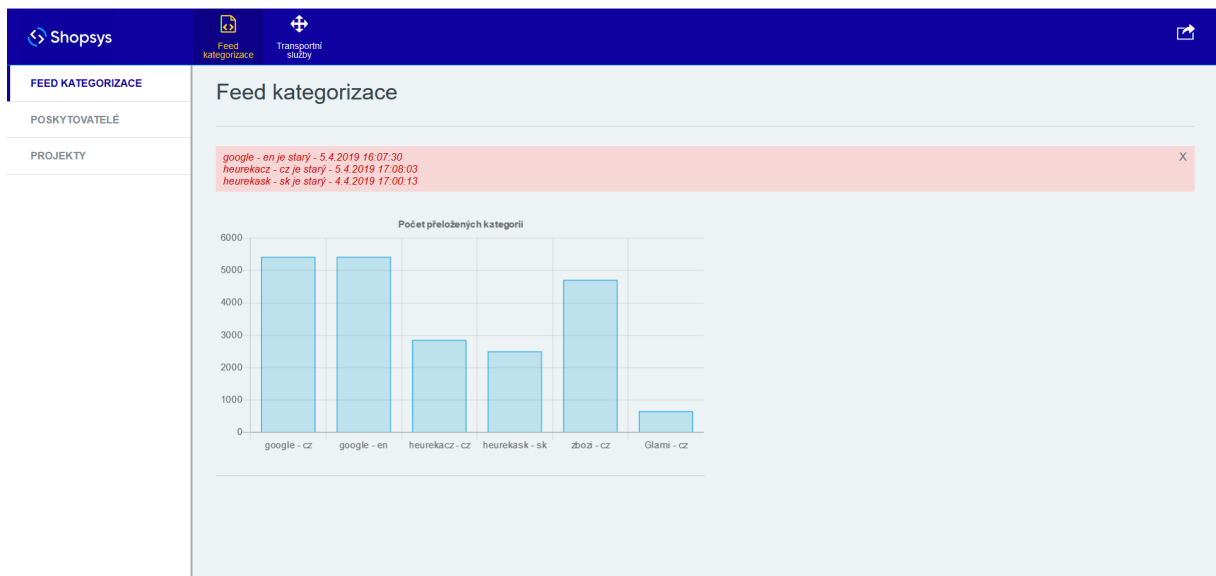 Shopsys
Feed
kategorizace
Transportní
služby
FEED KATEGORIZACE
POSKYTOVATELÉ
PROJEKTY
Feed kategorizace
google - en je starý - 5.4.2019 16:07:30
heurekacz - cz je starý - 5.4.2019 17:08:03
heurekask - sk je starý - 4.4.2019 17:00:13
X
Počet přeložených kategorií
6000
5000
4000
3000
2000
1000
0
google - cz google - en heurekacz - cz heurekask - sk zbozi - cz Glami - cz